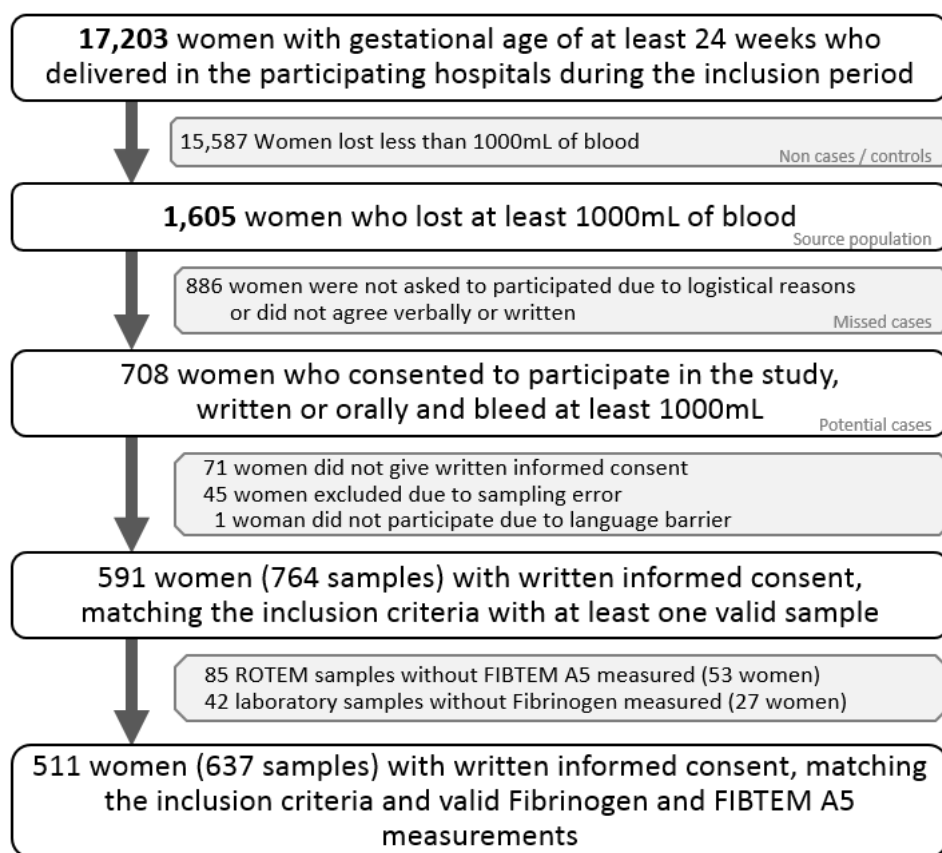 17,203 women with gestational age of at least 24 weeks who
delivered in the participating hospitals during the inclusion period
15,587 Women lost less than 1000mL of blood
Non cases / controls
1,605 women who lost at least 1000mL of blood
Source population
886 women were not asked to participated due to logistical reasons
or did not agree verbally or written
Missed cases
708 women who consented to participate in the study,
written or orally and bleed at least 1000mL
Potential cases
71 women did not give written informed consent
45 women excluded due to sampling error
1 woman did not participate due to language barrier
591 women (764 samples) with written informed consent,
matching the inclusion criteria with at least one valid sample
85 ROTEM samples without FIBTEM A5 measured (53 women)
42 laboratory samples without Fibrinogen measured (27 women)
511 women (637 samples) with written informed consent, matching
the inclusion criteria and valid Fibrinogen and FIBTEM A5
measurements